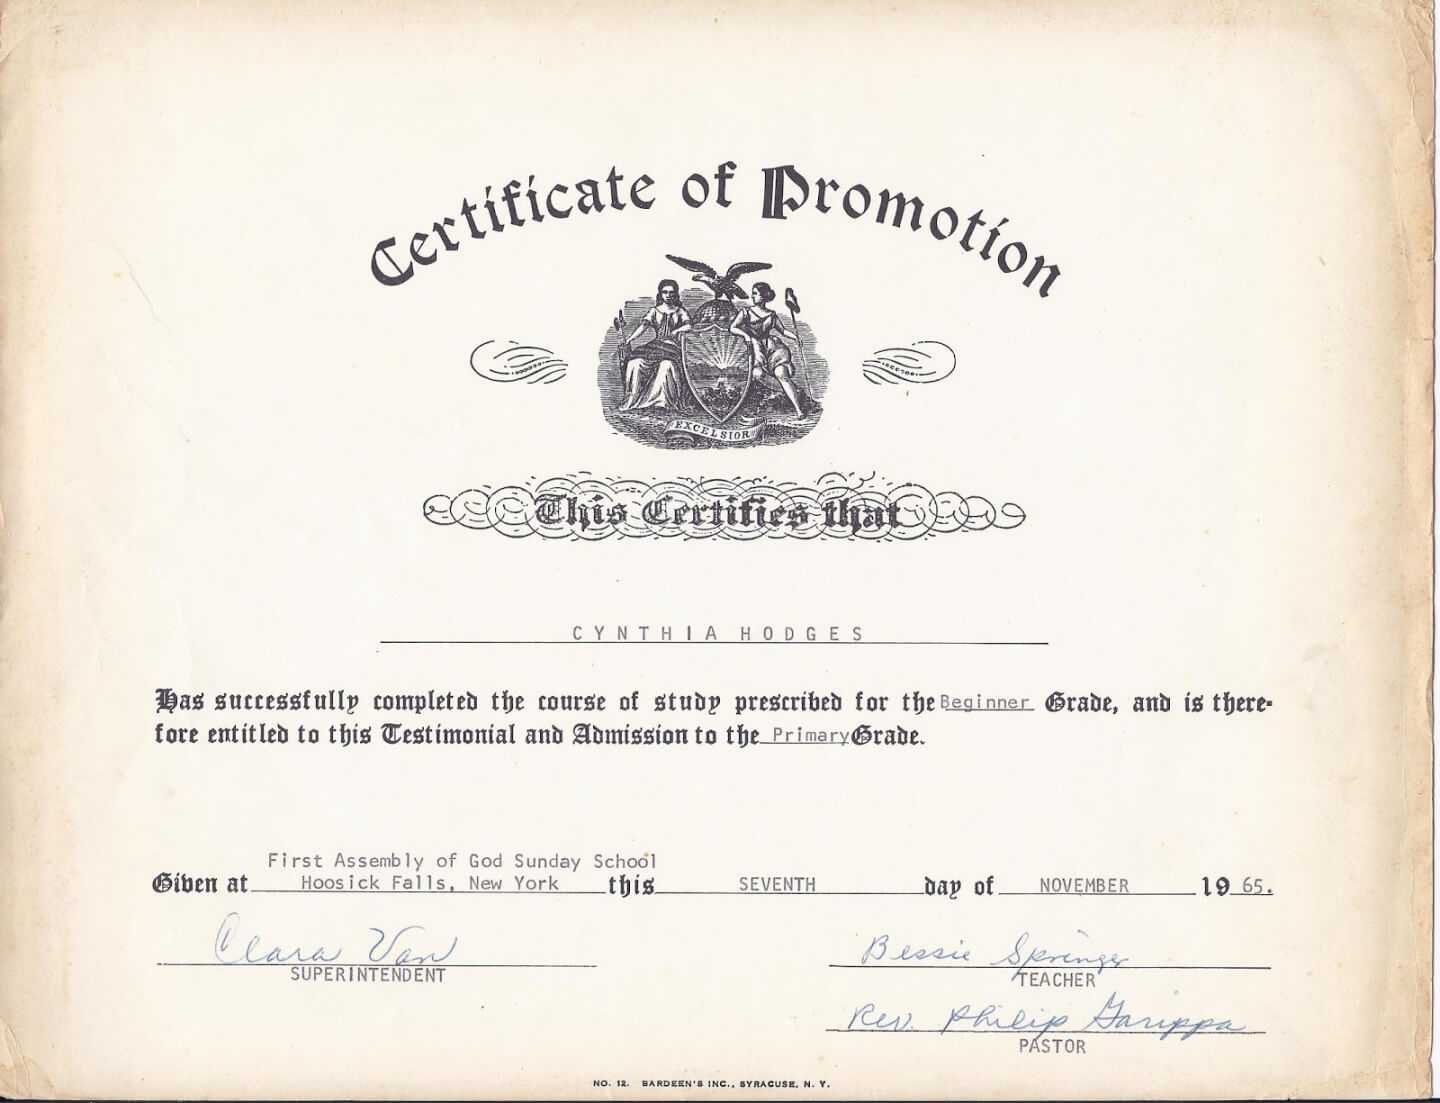 Certificate of Promotion
EXCELSIOR
This Certifies that
CYNTHIA HODGES
Has successfully completed the course of study prescribed for the Beginner Grade, and is there-
fore entitled to this Testimonial and Admission to the Primary Grade.
First Assembly of God Sunday School
Given at Hoosick Falls, New York this SEVENTH day of NOVEMBER 19 65.
Clara Van Bessie Springer
SUPERINTENDENT TEACHER
Rev. Philip Garippa
PASTOR
NO. 12. BARDEEN'S INC., SYRACUSE, N. Y.